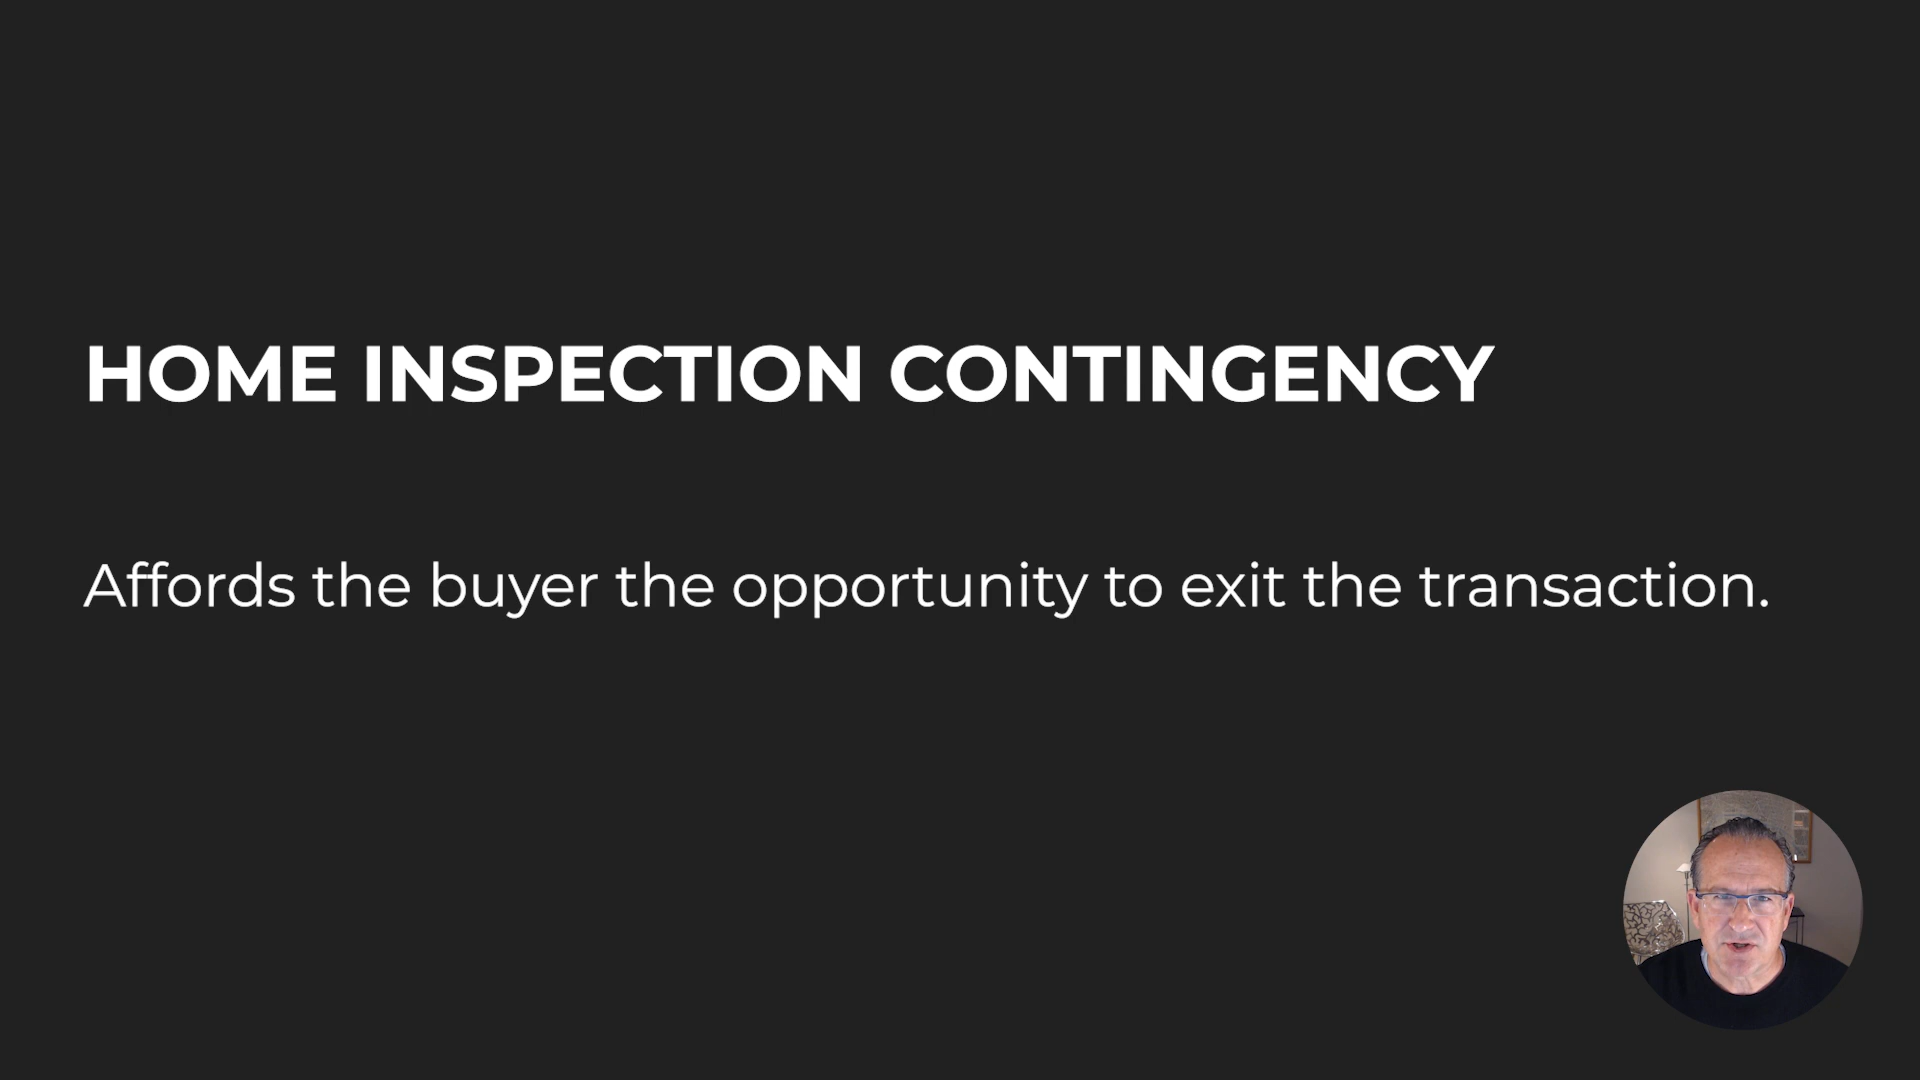 HOME INSPECTION CONTINGENCY
Affords the buyer the opportunity to exit the transaction.